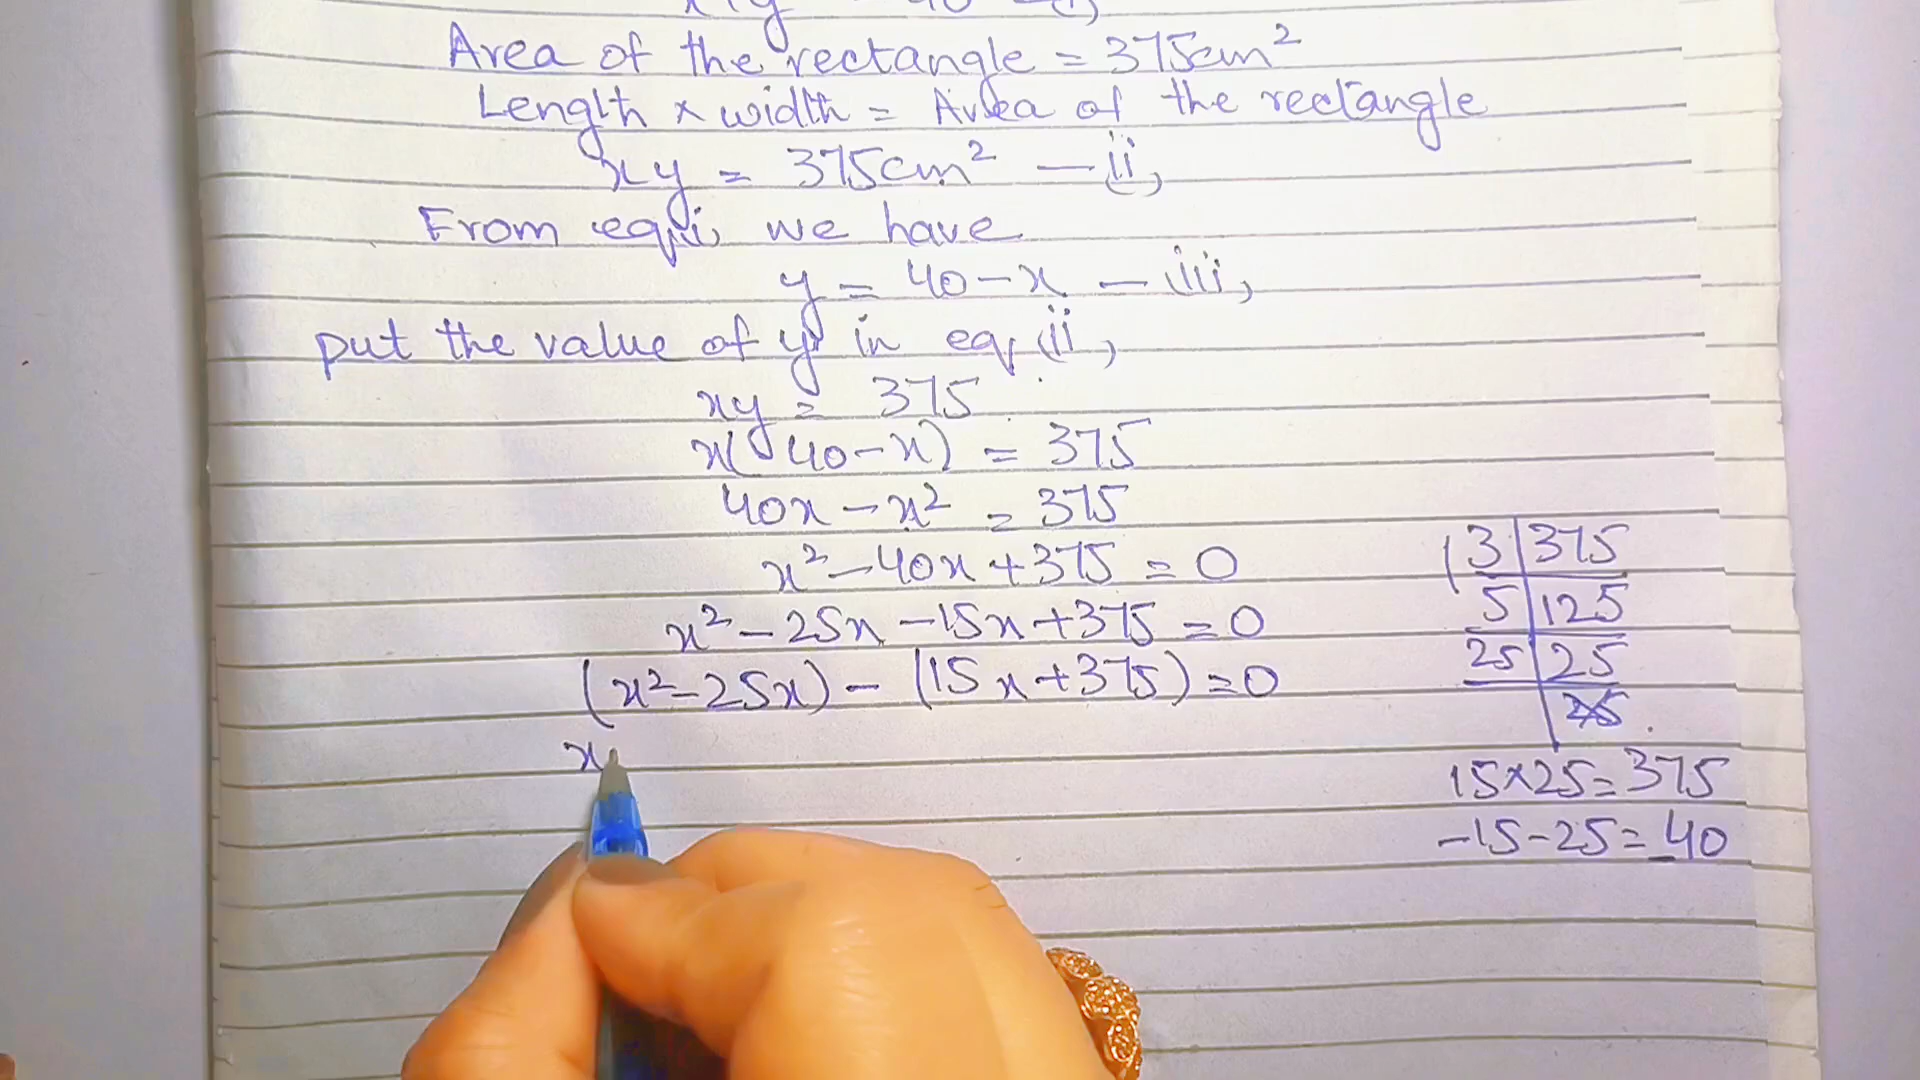 Area of the rectangle = 375cm²
Length × width = Area of the rectangle
xy = 375cm² — (ii)
From eq(i) we have
y = 40 - x — (iii)
put the value of y in eq (ii)
xy = 375
x(40-x) = 375
40x - x² = 375
x² - 40x + 375 = 0
x² - 25x - 15x + 375 = 0
(x² - 25x) - (15x + 375) = 0
x
3 | 375
5 | 125
25 | 25
15×25=375
-15-25=-40